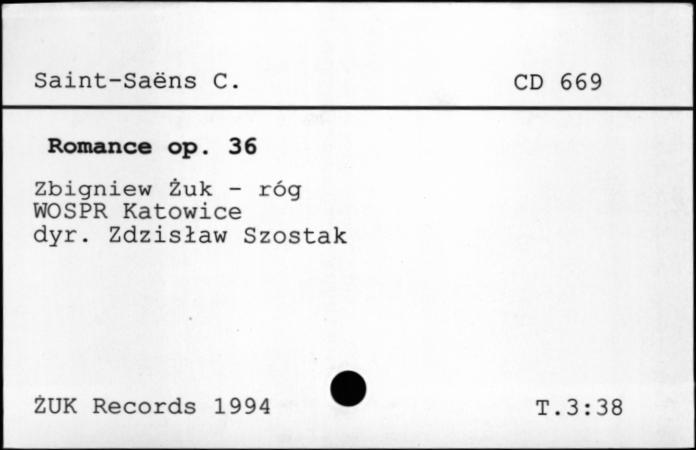 Saint-Saëns C. CD 669
Romance op. 36
Zbigniew Żuk - róg
WOSPR Katowice
dyr. Zdzisław Szostak
ŻUK Records 1994 T.3:38